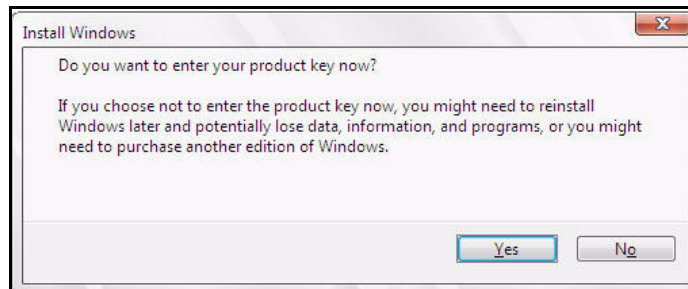 Install Windows
Do you want to enter your product key now?
If you choose not to enter the product key now, you might need to reinstall
Windows later and potentially lose data, information, and programs, or you might
need to purchase another edition of Windows.
Yes
No